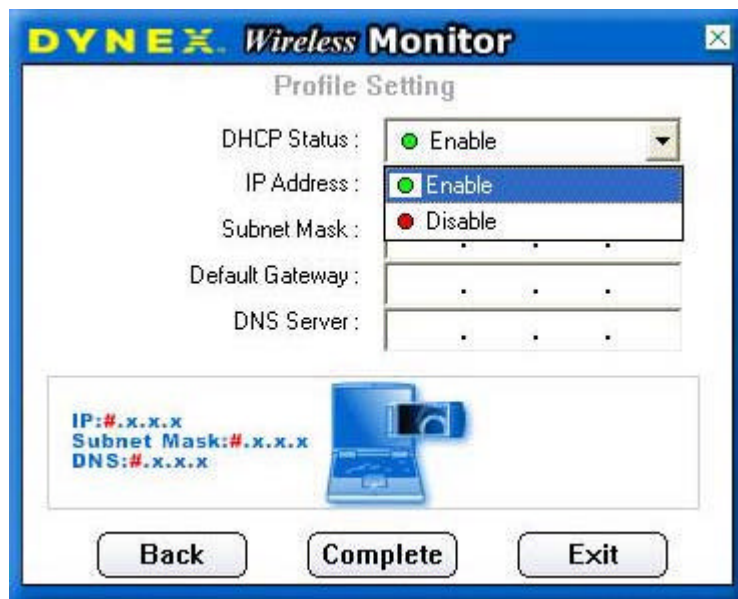 DYNEX Wireless Monitor
Profile Setting
DHCP Status : Enable
IP Address : Enable
Disable
Subnet Mask : . . .
Default Gateway : . . .
DNS Server : . . .
IP:#.x.x.x
Subnet Mask:#.x.x.x
DNS:#.x.x.x
Back Complete Exit